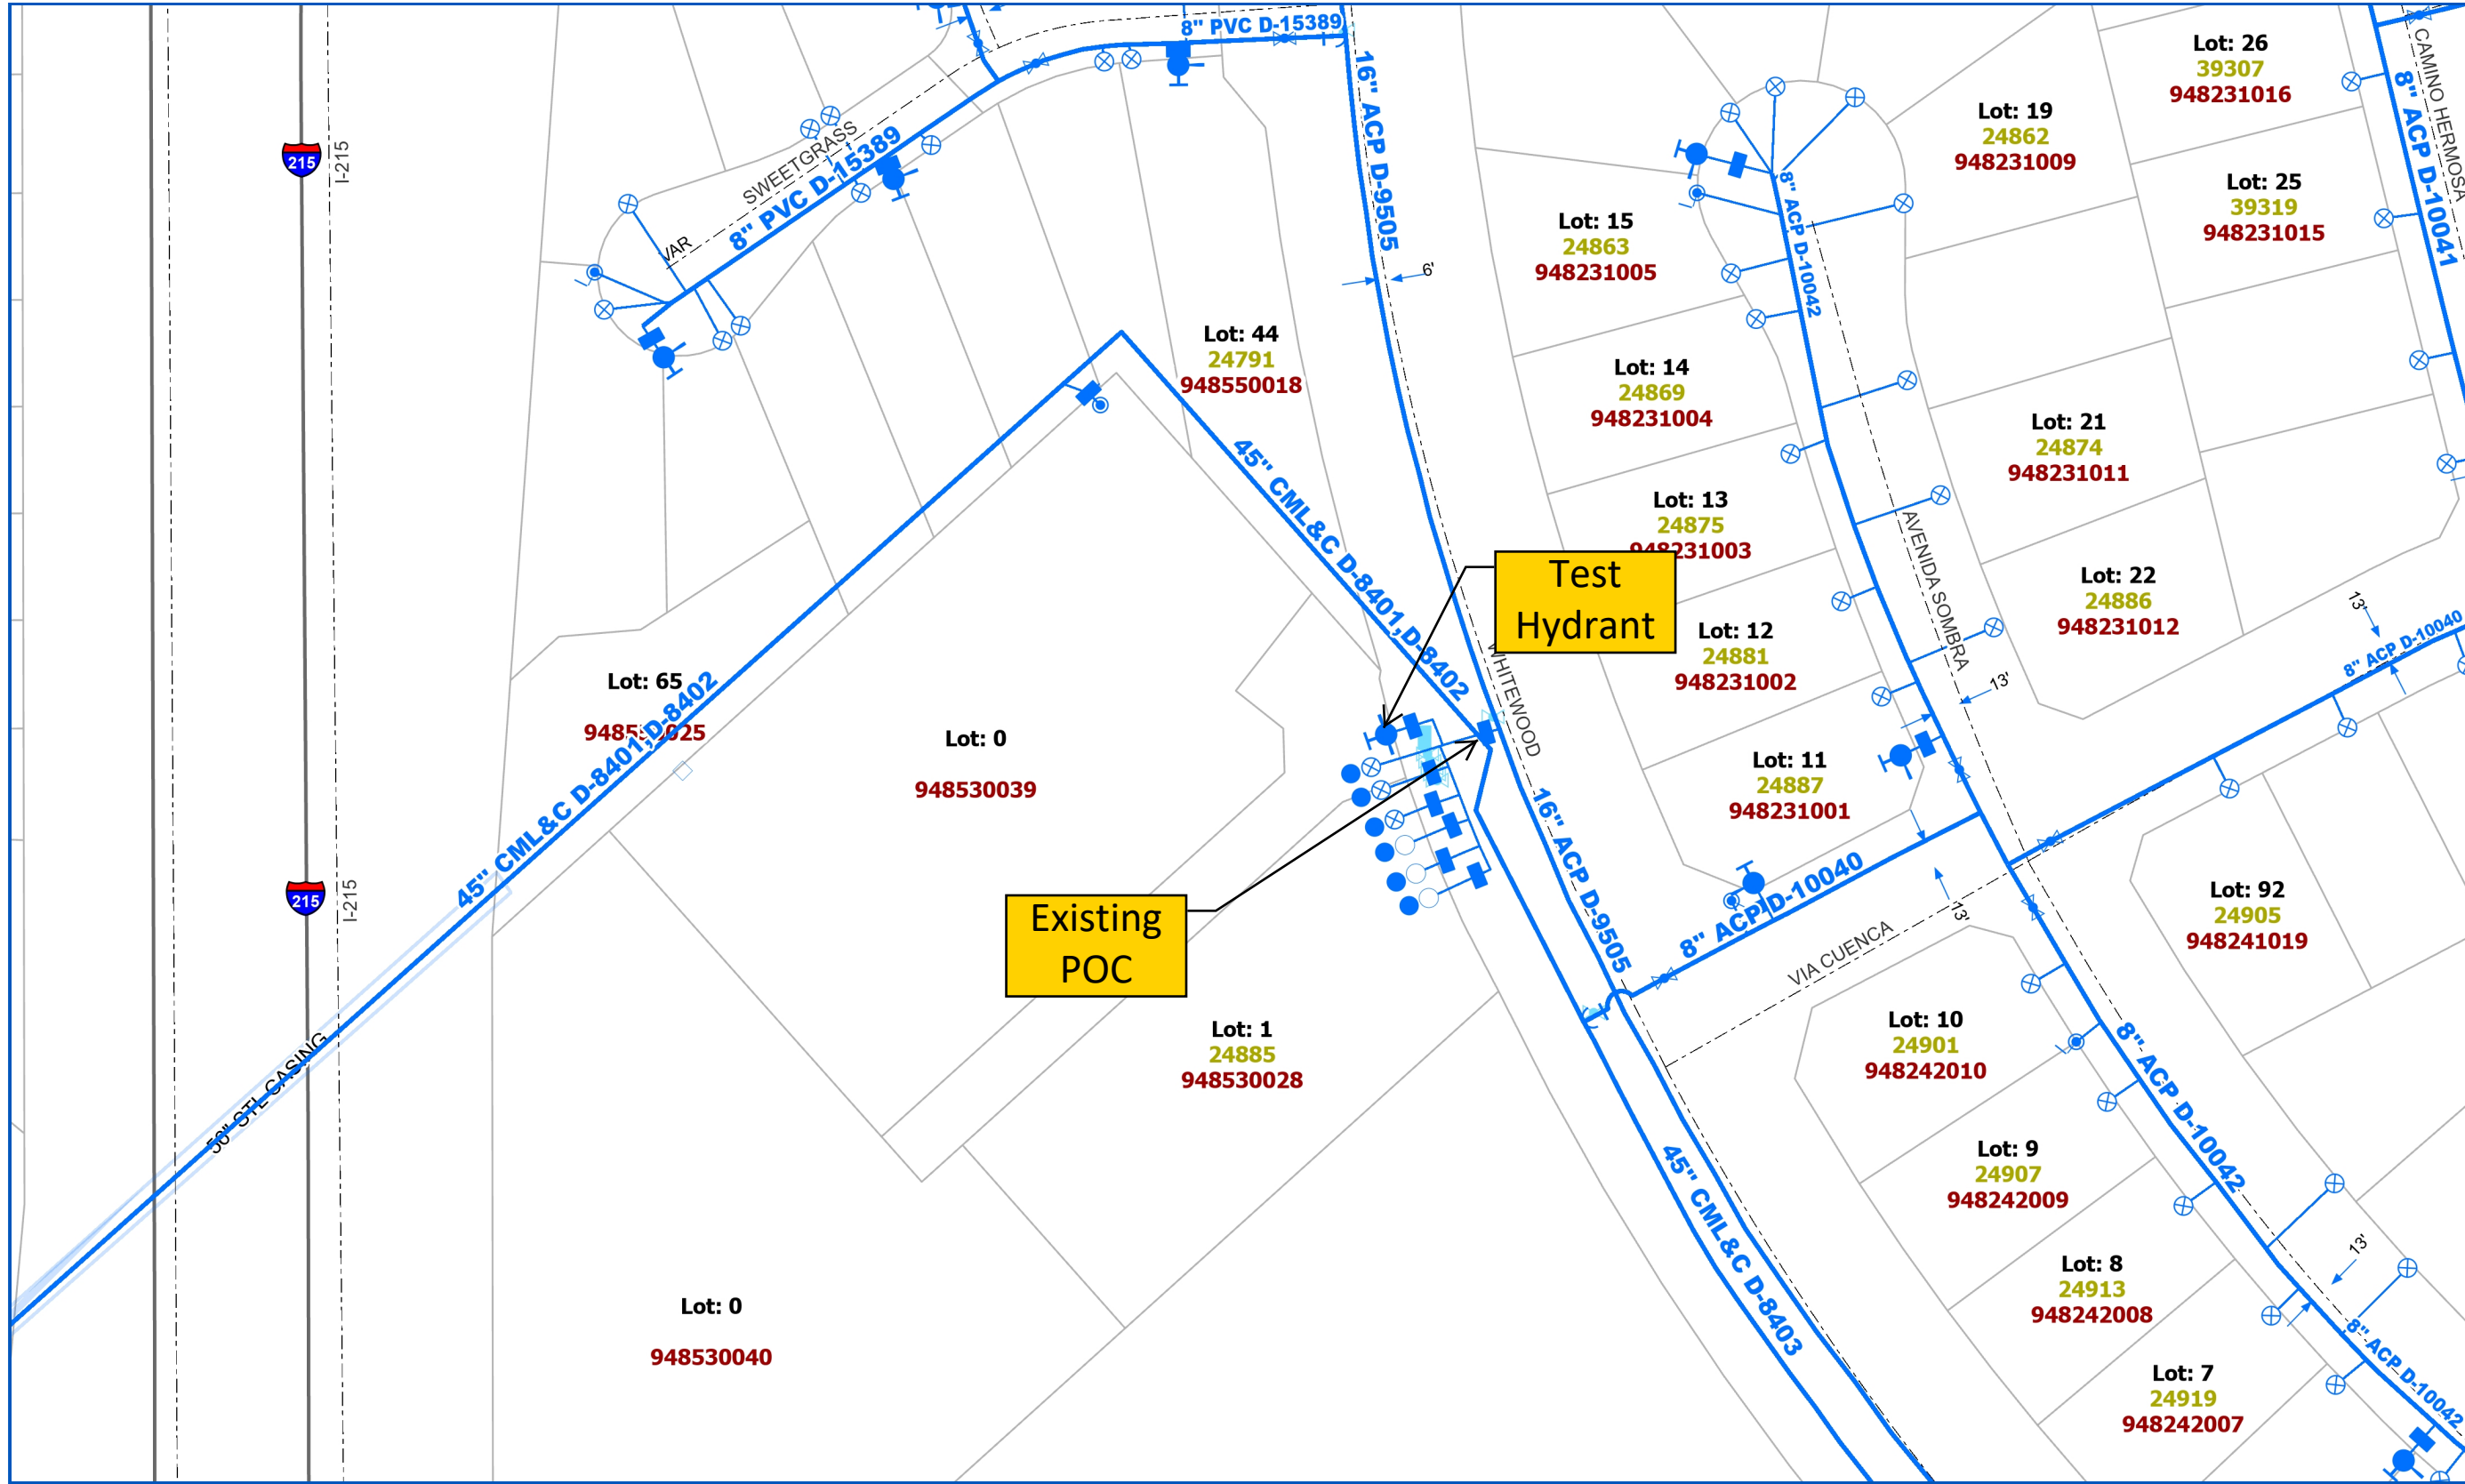 8" PVC D-15389
SWEETGRASS
8" PVC D-15389
VAR
215
I-215
16" ACP D-9505
6'
Lot: 44
24791
948550018
Lot: 15
24863
948231005
8" ACP D-10042
Lot: 19
24862
948231009
Lot: 26
39307
948231016
Lot: 25
39319
948231015
CAMINO HERMOSA
8" ACP D-10041
Lot: 14
24869
948231004
Lot: 13
24875
948231003
Lot: 21
24874
948231011
AVENIDA SOMBRA
Lot: 22
24886
948231012
13'
8" ACP D-10040
45" CML&C D-8401,D-8402
Test
Hydrant
WHITEWOOD
Lot: 12
24881
948231002
13'
Lot: 65
45" CML&C D-8401,D-8402
Lot: 0
948530039
Lot: 11
24887
948231001
16" ACP D-9505
215
I-215
Existing
POC
8" ACP D-10040
13'
VIA CUENCA
Lot: 92
24905
948241019
Lot: 1
24885
948530028
Lot: 10
24901
948242010
8" ACP D-10042
Lot: 9
24907
948242009
45" CML&C D-8403
Lot: 8
24913
948242008
13'
8" ACP D-10042
Lot: 0
948530040
Lot: 7
24919
948242007
STL CASING